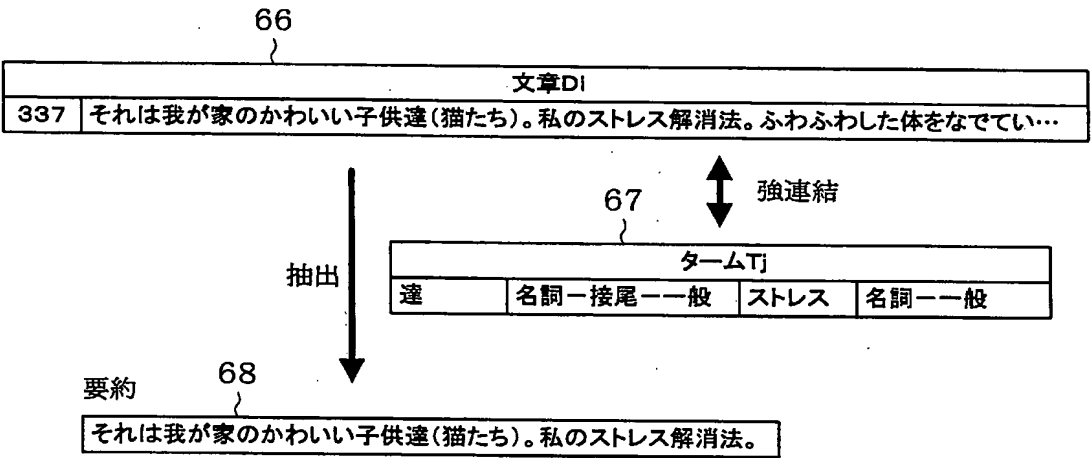 66
文章Di
337 それは我が家のかわいい子供達(猫たち)。私のストレス解消法。ふわふわした体をなでてい…
強連結
67
タームTj
達 名詞－接尾－一般 ストレス 名詞－一般
抽出
要約
68
それは我が家のかわいい子供達(猫たち)。私のストレス解消法。